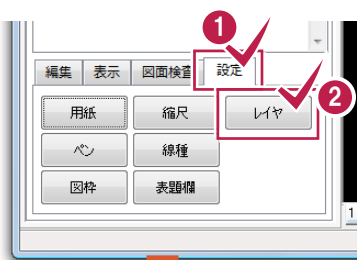 1
編集 表示 図面検査 設定
2
用紙 縮尺 レイヤ
ペン 線種
図枠 表題欄
1